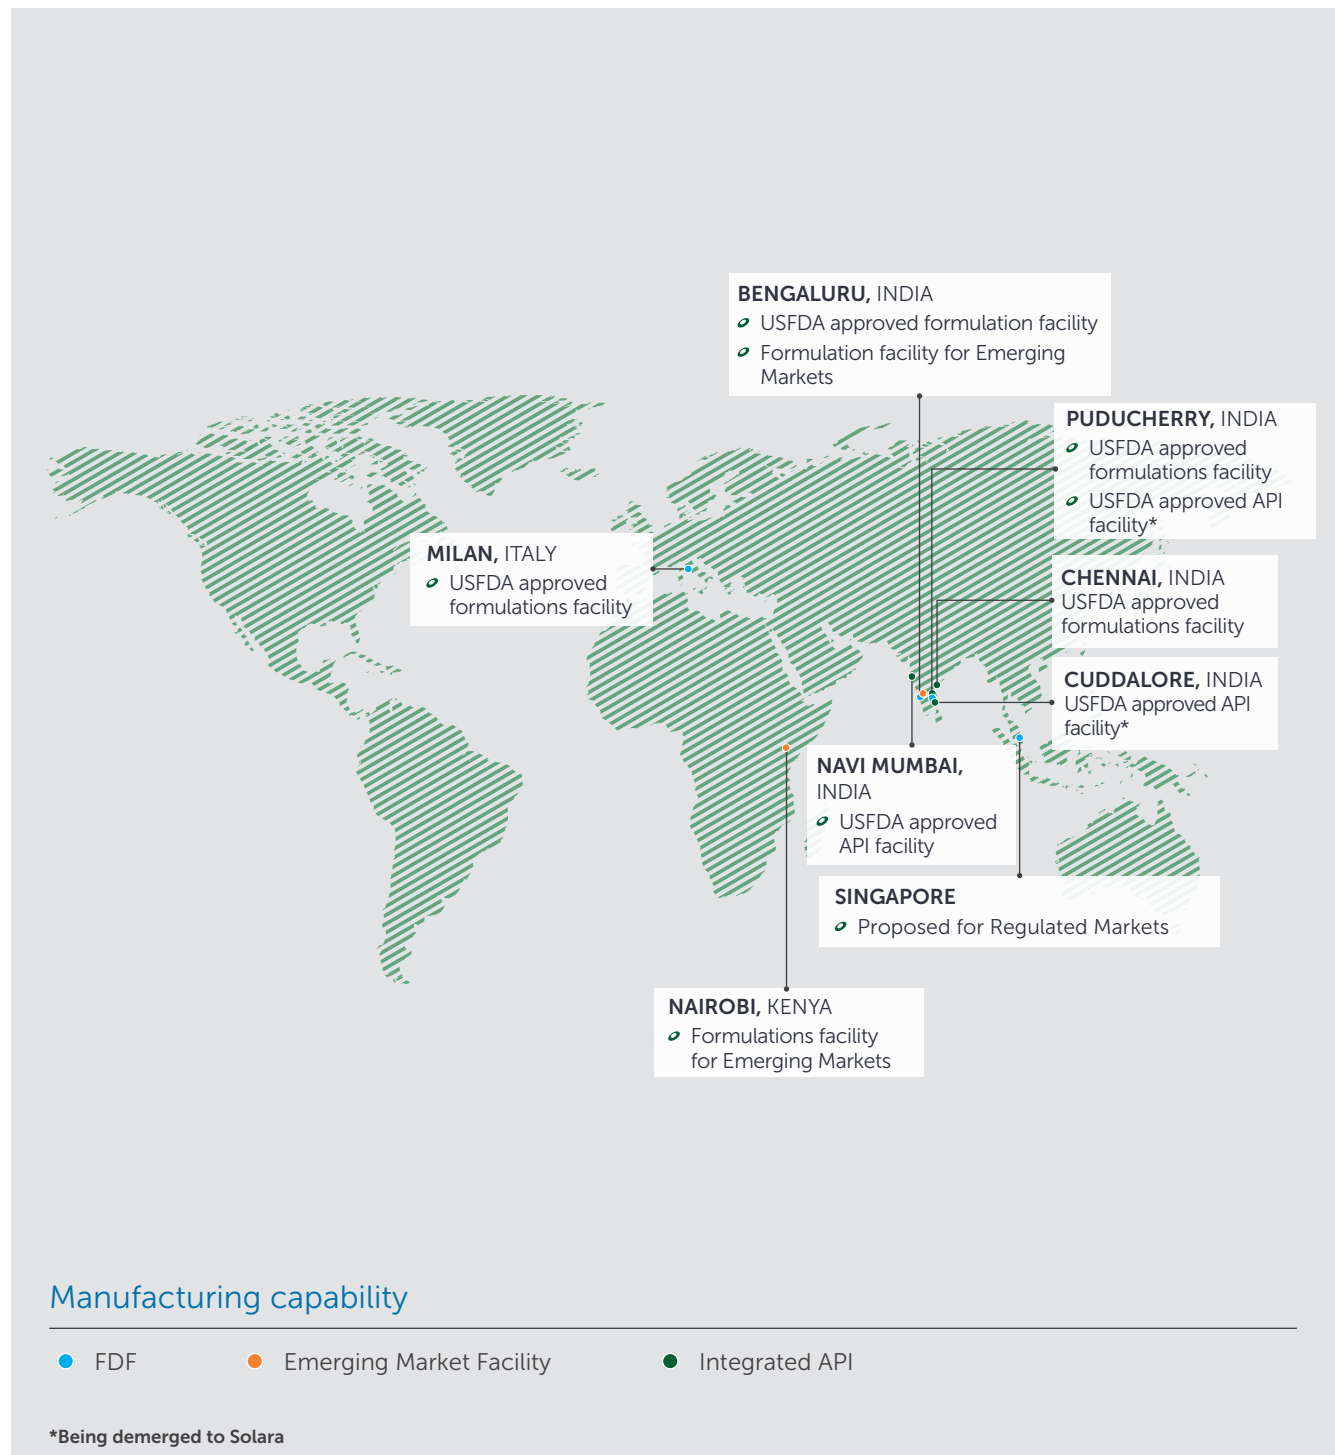 BENGALURU, INDIA
USFDA approved formulation facility
Formulation facility for Emerging
Markets
PUDUCHERRY, INDIA
USFDA approved
formulations facility
USFDA approved API
facility*
MILAN, ITALY
USFDA approved
formulations facility
CHENNAI, INDIA
USFDA approved
formulations facility
CUDDALORE, INDIA
USFDA approved API
facility*
NAVI MUMBAI,
INDIA
USFDA approved
API facility
SINGAPORE
Proposed for Regulated Markets
NAIROBI, KENYA
Formulations facility
for Emerging Markets
Manufacturing capability
FDF
Emerging Market Facility
Integrated API
*Being demerged to Solara